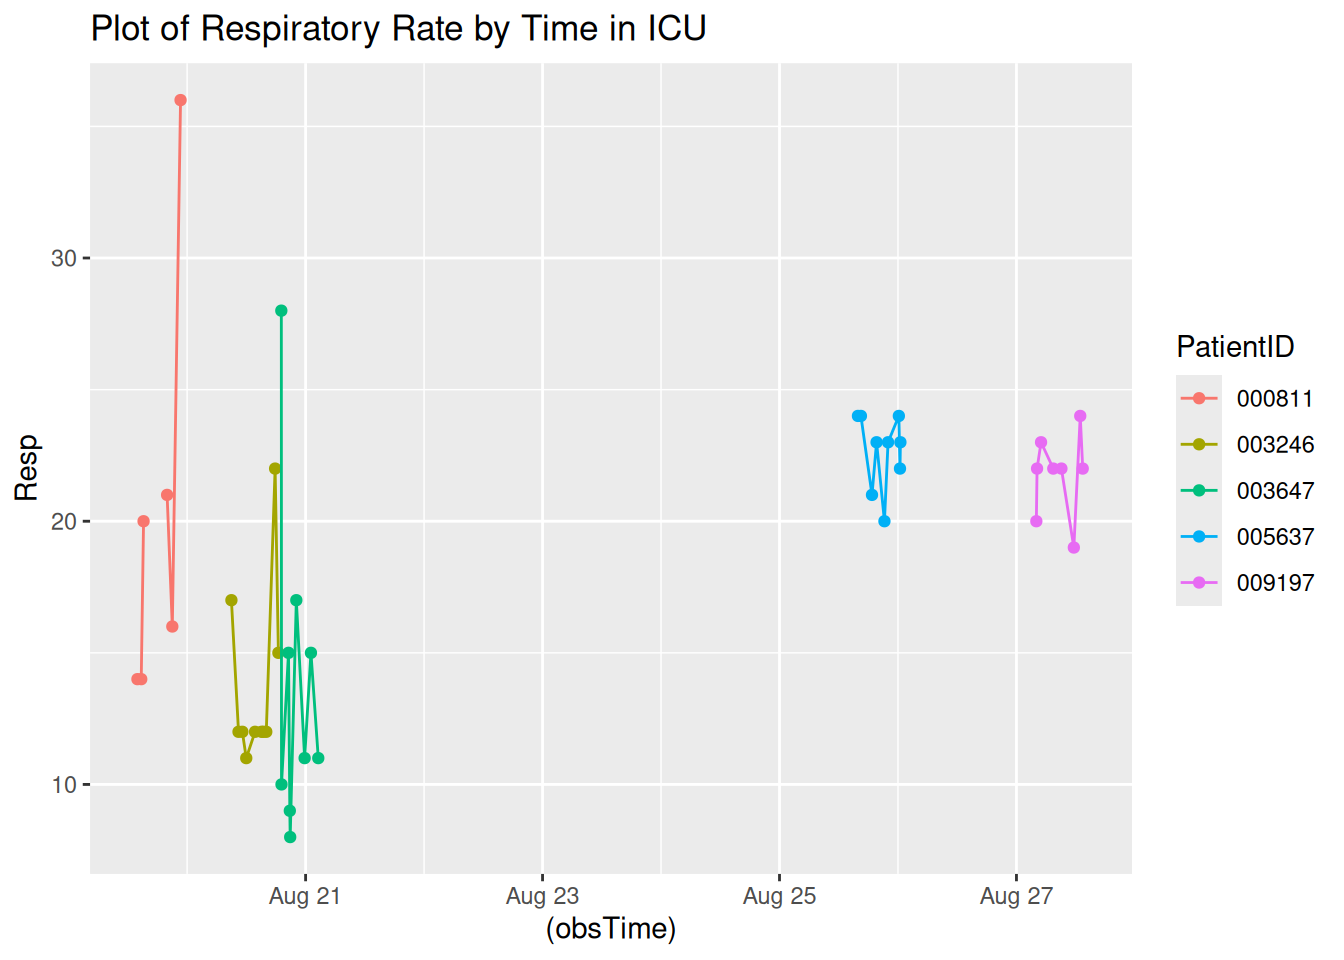 Plot of Respiratory Rate by Time in ICU
Resp
30
20
10
Aug 21
Aug 23
Aug 25
Aug 27
(obsTime)
PatientID
000811
003246
003647
005637
009197